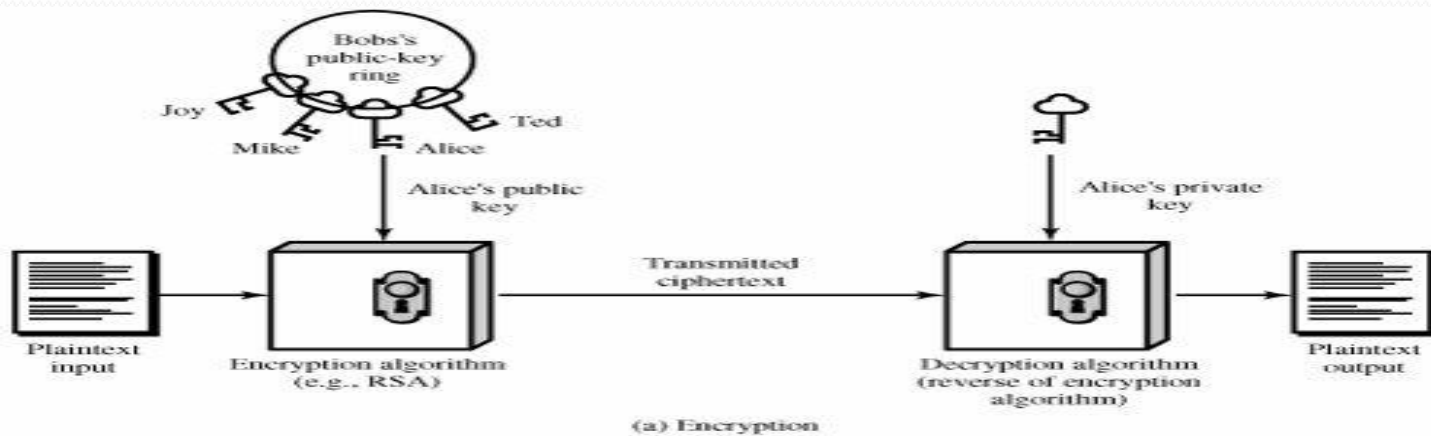 Bobs's
public-key
ring
Joy
Mike
Alice
Ted
Alice's public
key
Alice's private
key
Transmitted
ciphertext
Plaintext
input
Encryption algorithm
(e.g., RSA)
Decryption algorithm
(reverse of encryption
algorithm)
Plaintext
output
(a) Encryption